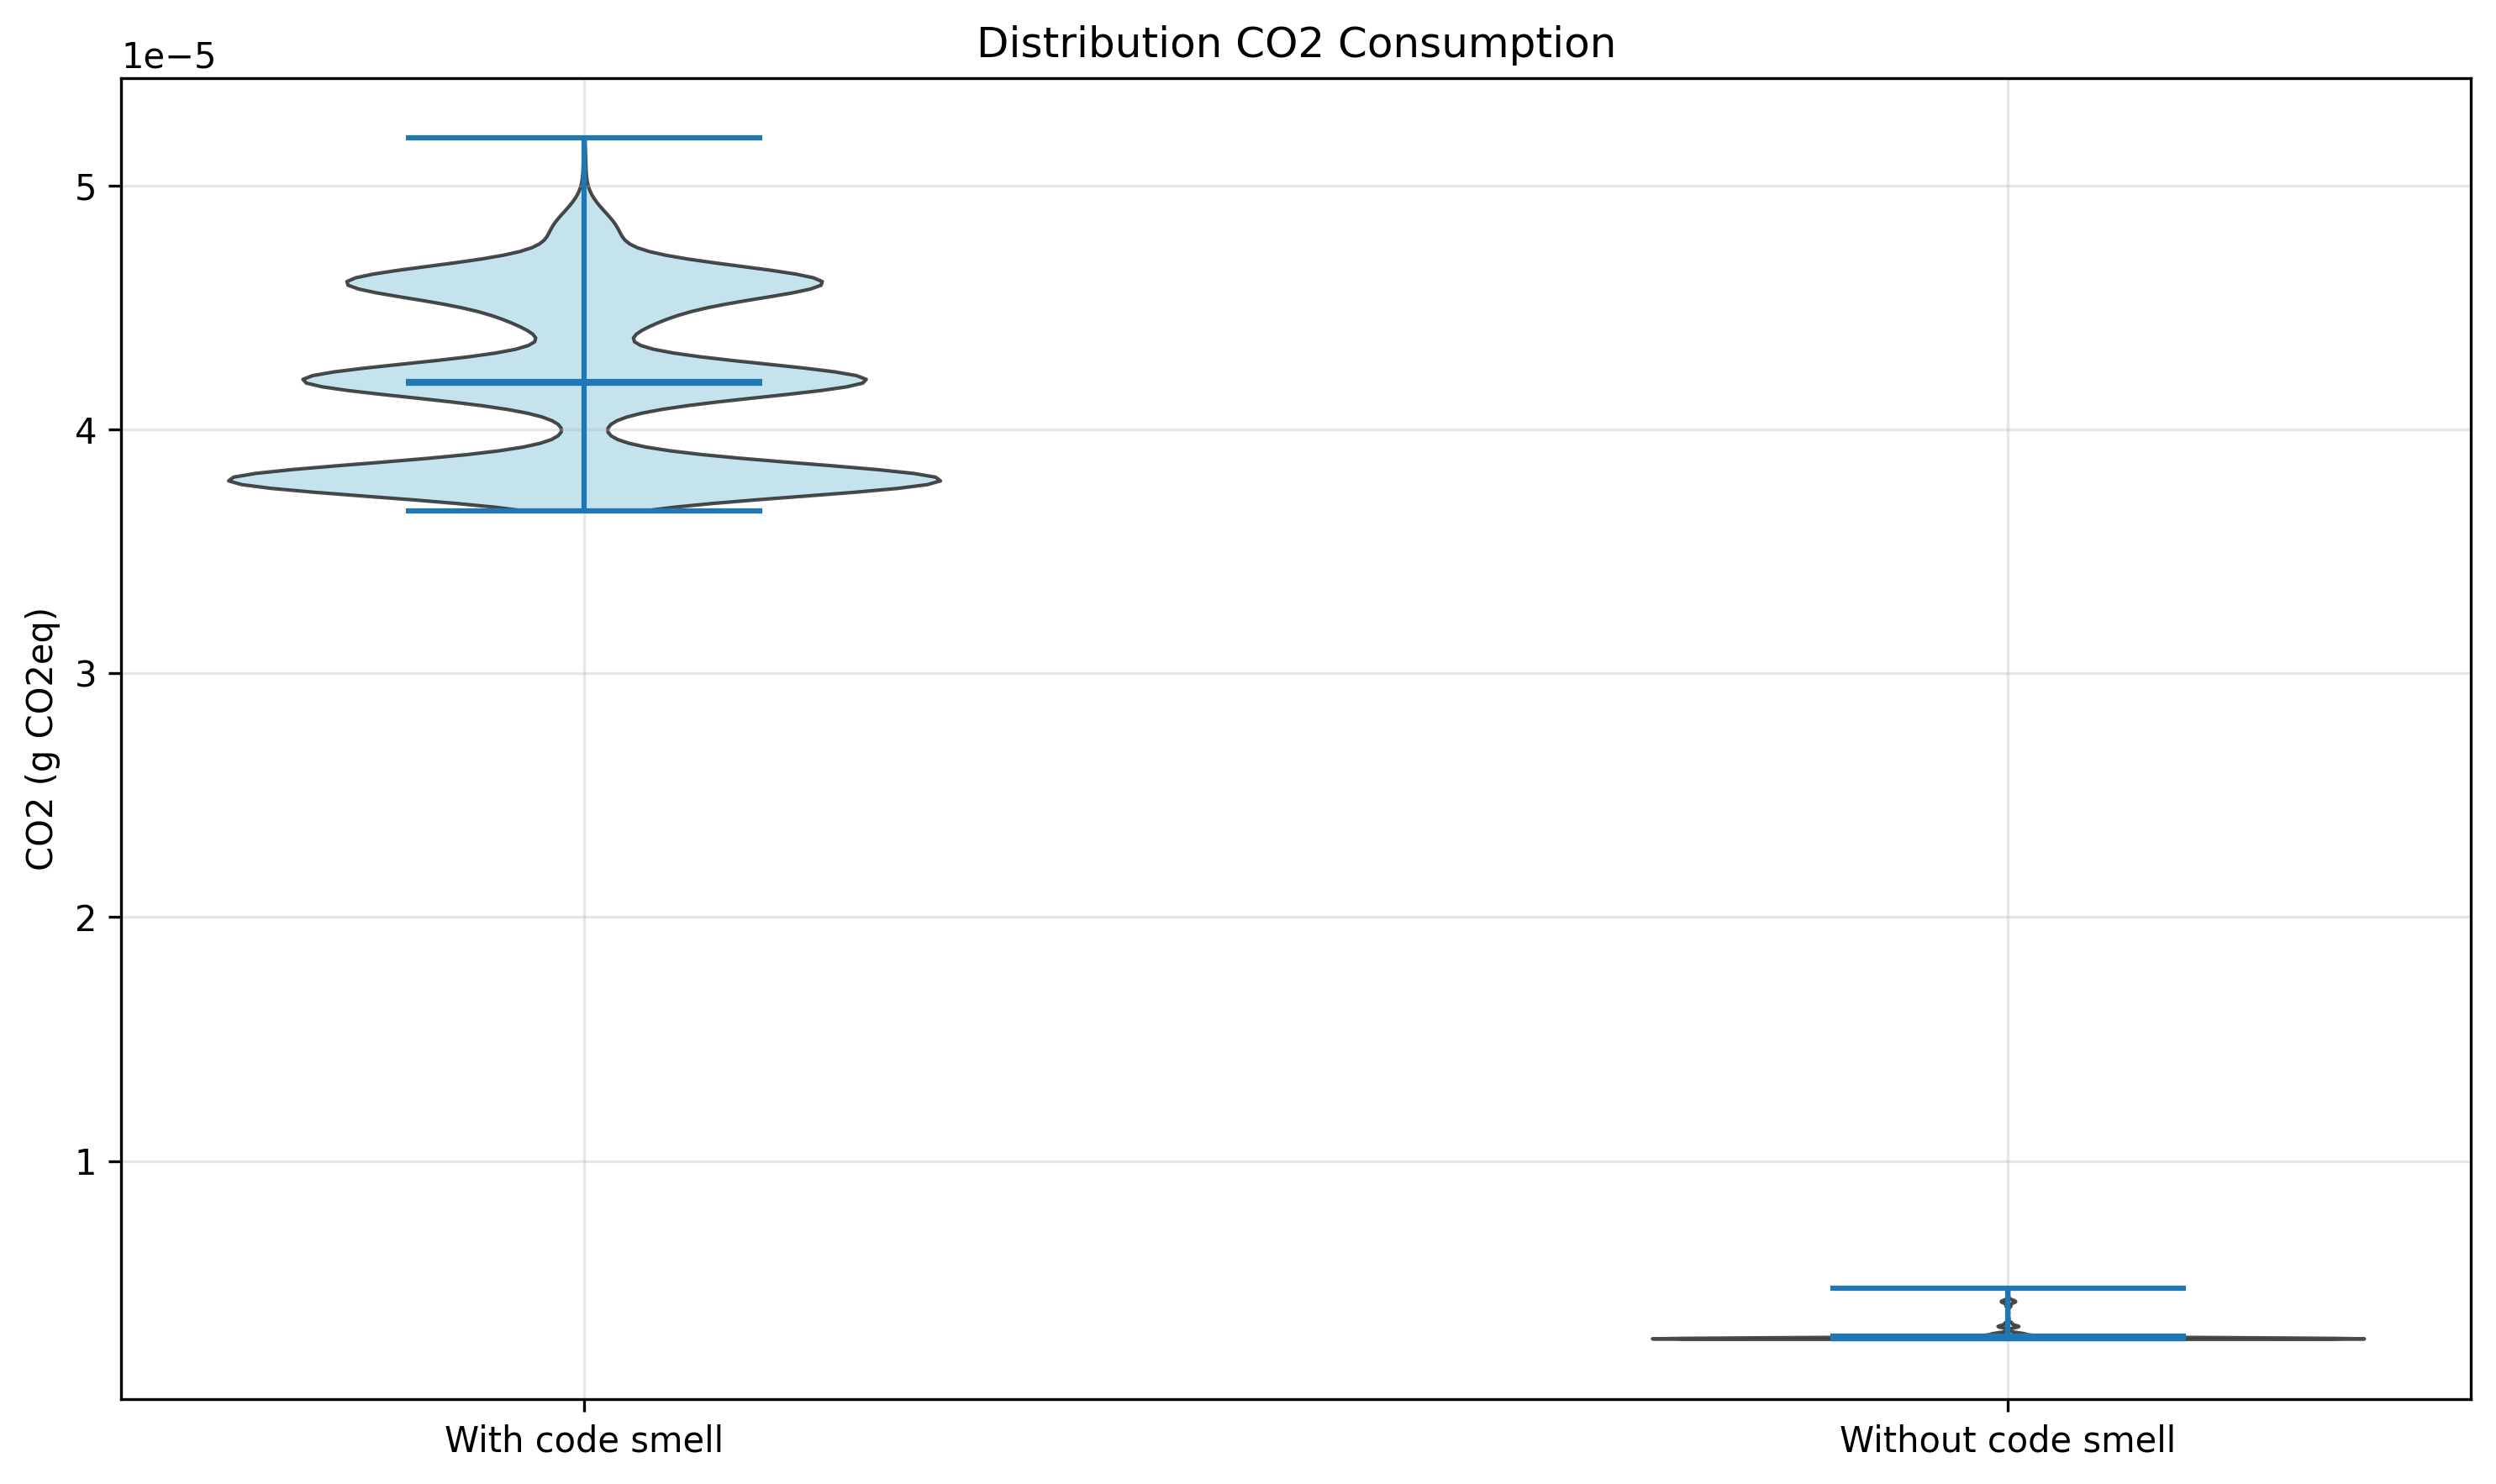 Distribution CO2 Consumption
1e−5
5
4
3
2
1
CO2 (g CO2eq)
With code smell
Without code smell